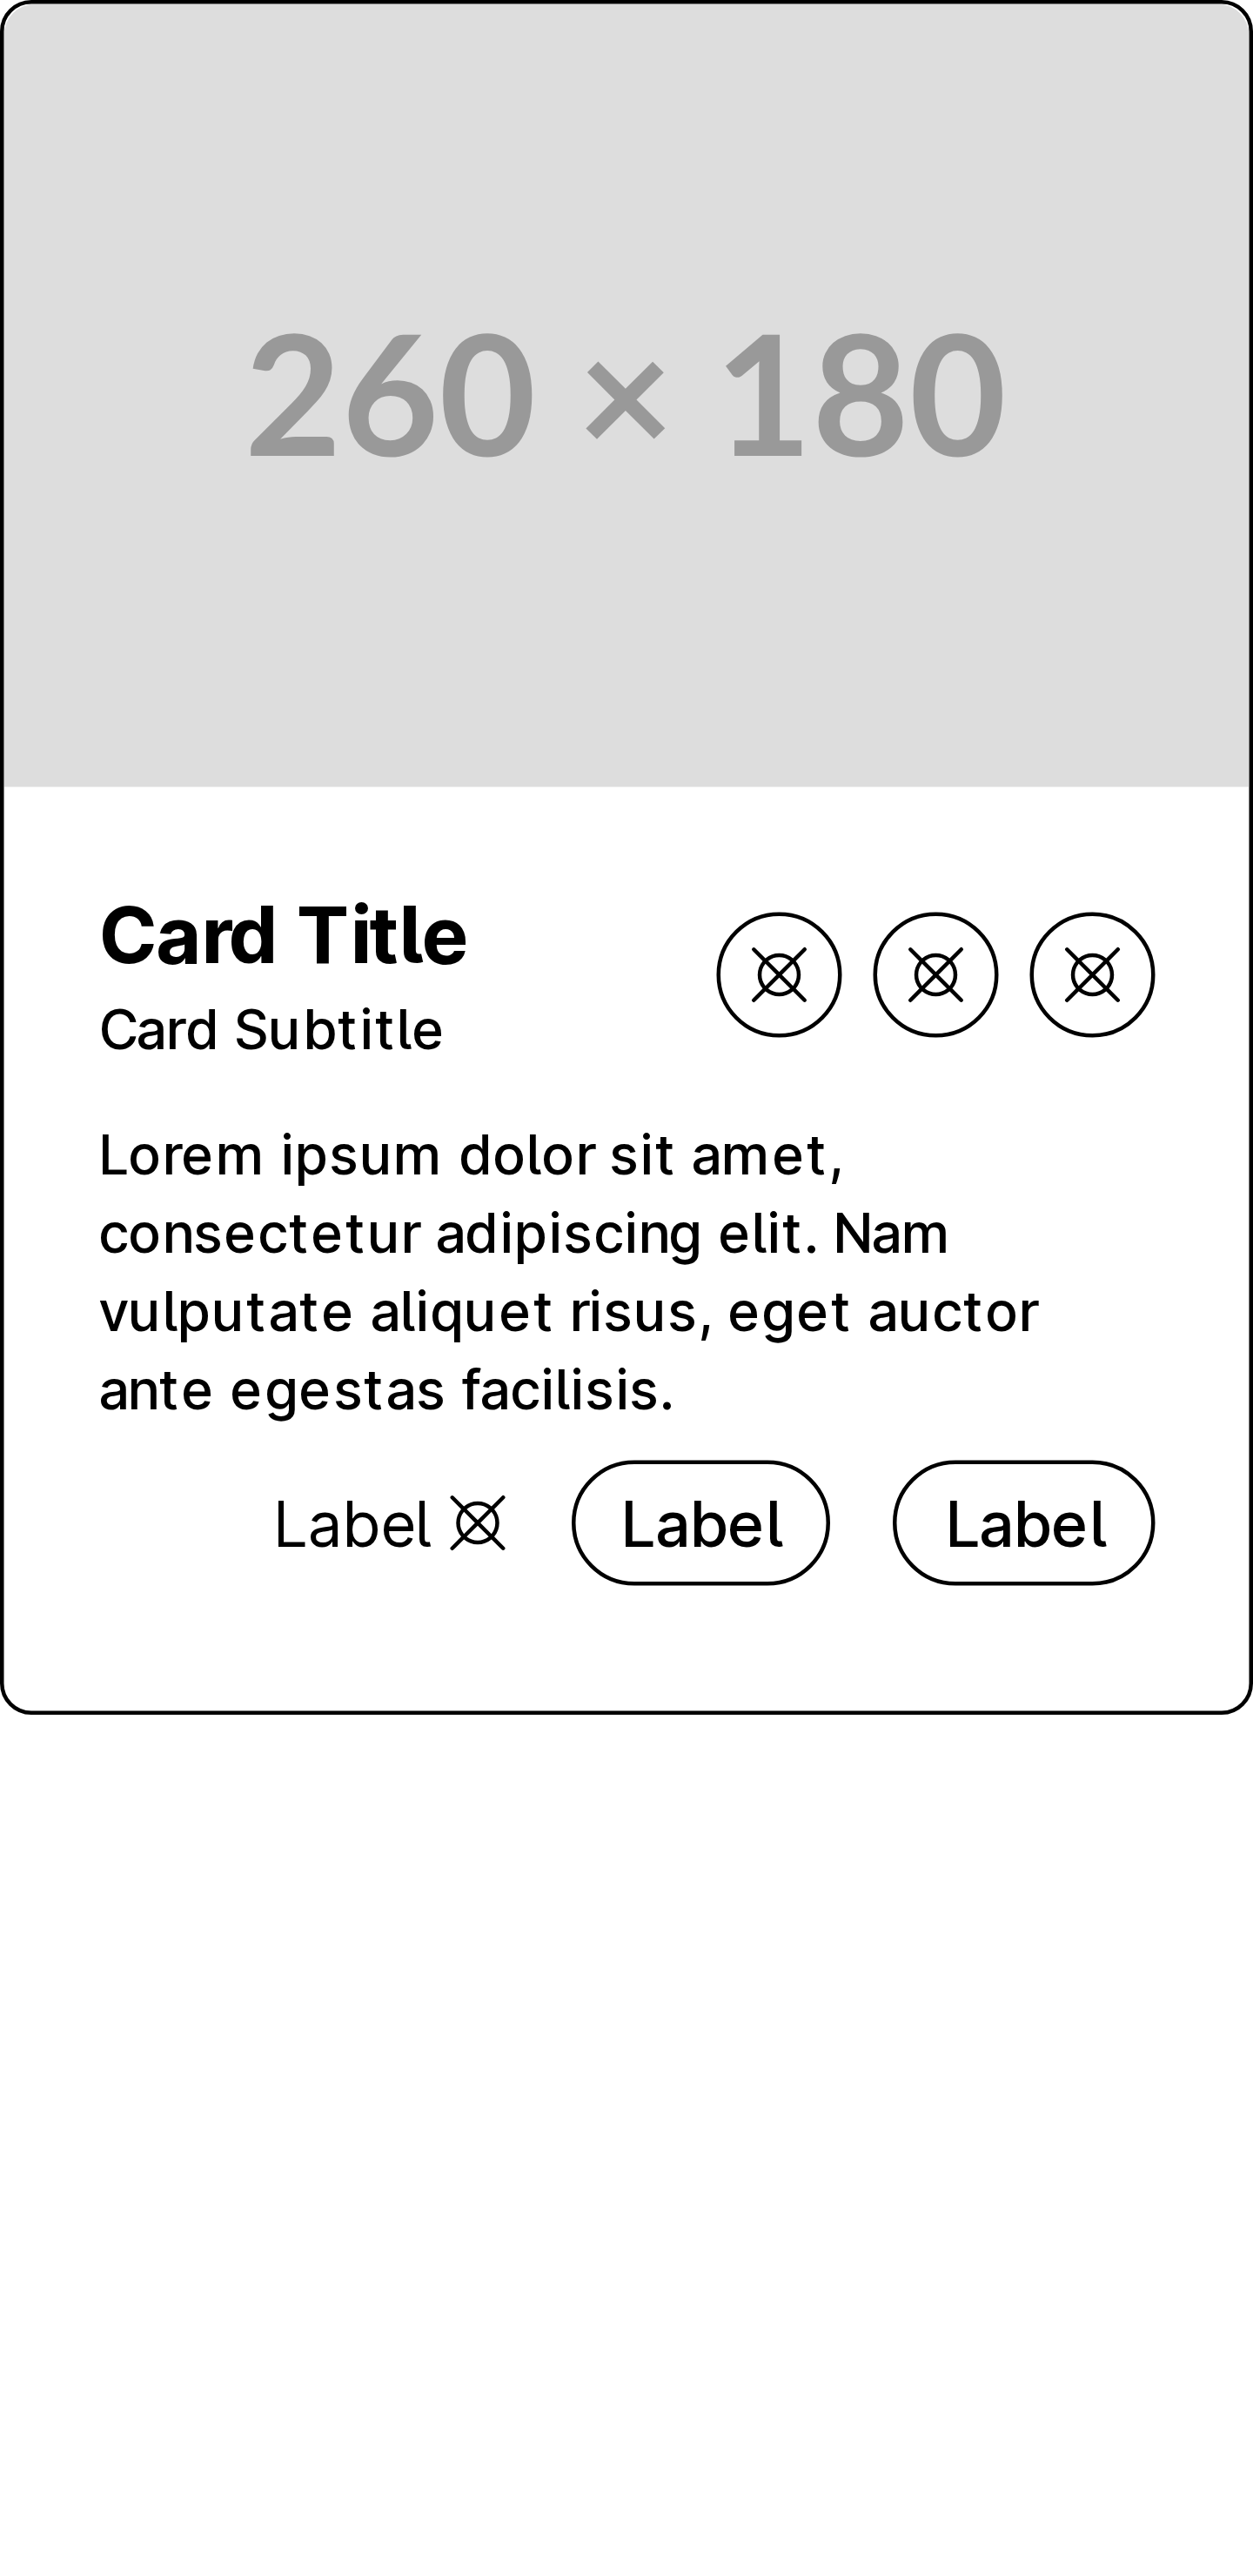 260 × 180
Card Title
Card Subtitle
Lorem ipsum dolor sit amet,
consectetur adipiscing elit. Nam
vulputate aliquet risus, eget auctor
ante egestas facilisis.
Label Label Label